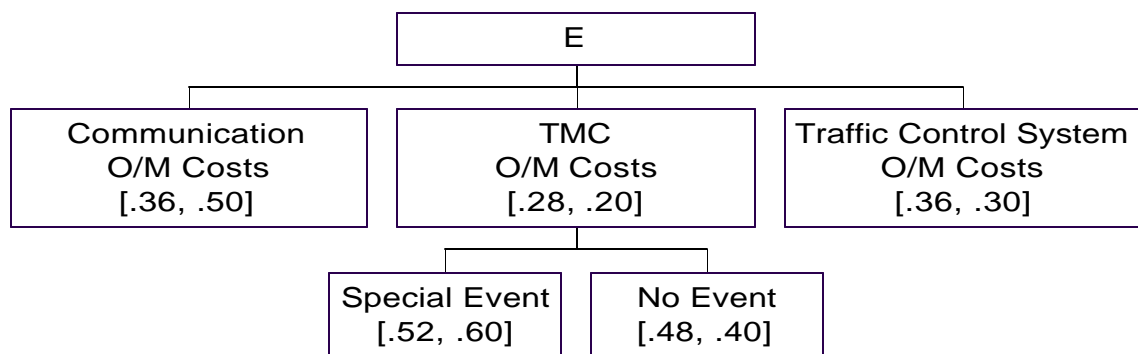 E
Communication
O/M Costs
[.36, .50]
TMC
O/M Costs
[.28, .20]
Traffic Control System
O/M Costs
[.36, .30]
Special Event
[.52, .60]
No Event
[.48, .40]